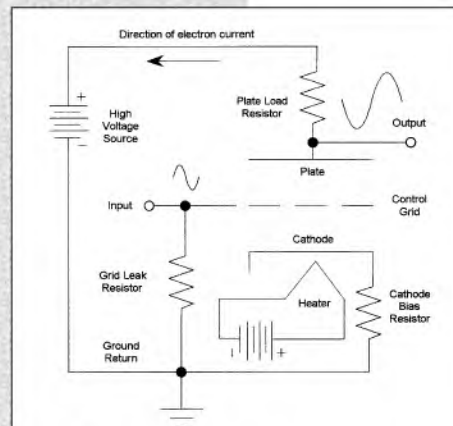 Direction of electron current
+
High
Voltage
Source
Plate Load
Resistor
Output
Plate
Input
Control
Grid
Cathode
Grid Leak
Resistor
Heater
Cathode
Bias
Resistor
Ground
Return
+